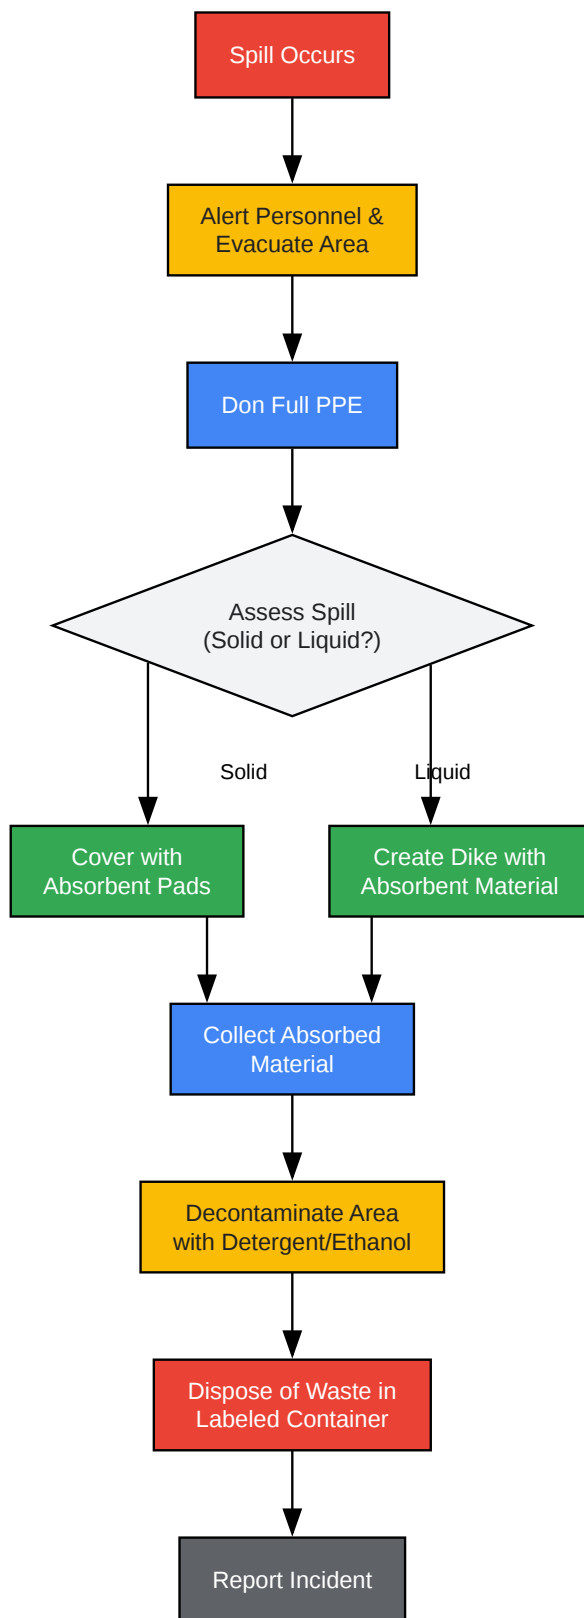 Spill Occurs
Alert Personnel &
Evacuate Area
Don Full PPE
Assess Spill
(Solid or Liquid?)
Solid
Liquid
Cover with
Absorbent Pads
Create Dike with
Absorbent Material
Collect Absorbed
Material
Decontaminate Area
with Detergent/Ethanol
Dispose of Waste in
Labeled Container
Report Incident